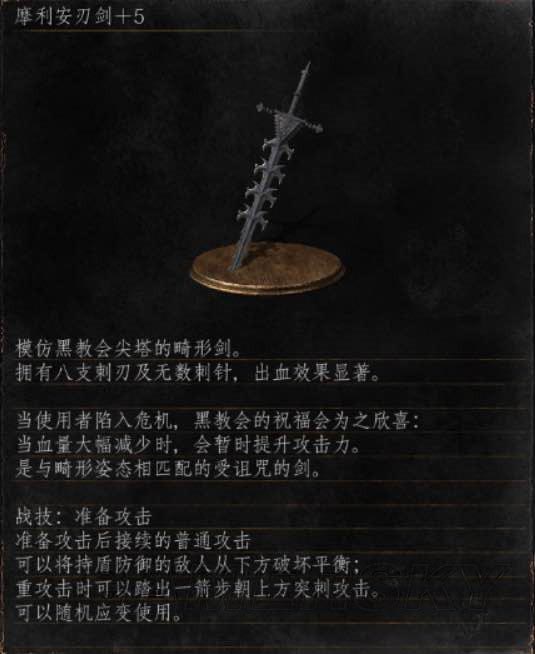 摩利安刃剑+5
模仿黑教会尖塔的畸形剑。
拥有八支刺刃及无数刺针，出血效果显著。
当使用者陷入危机，黑教会的祝福会为之欣喜：
当血量大幅减少时，会暂时提升攻击力。
是与畸形姿态相匹配的受诅咒的剑。
战技：准备攻击
准备攻击后接续的普通攻击
可以将持盾防御的敌人从下方破坏平衡；
重攻击时可以踏出一箭步朝上方突刺攻击。
可以随机应变使用。